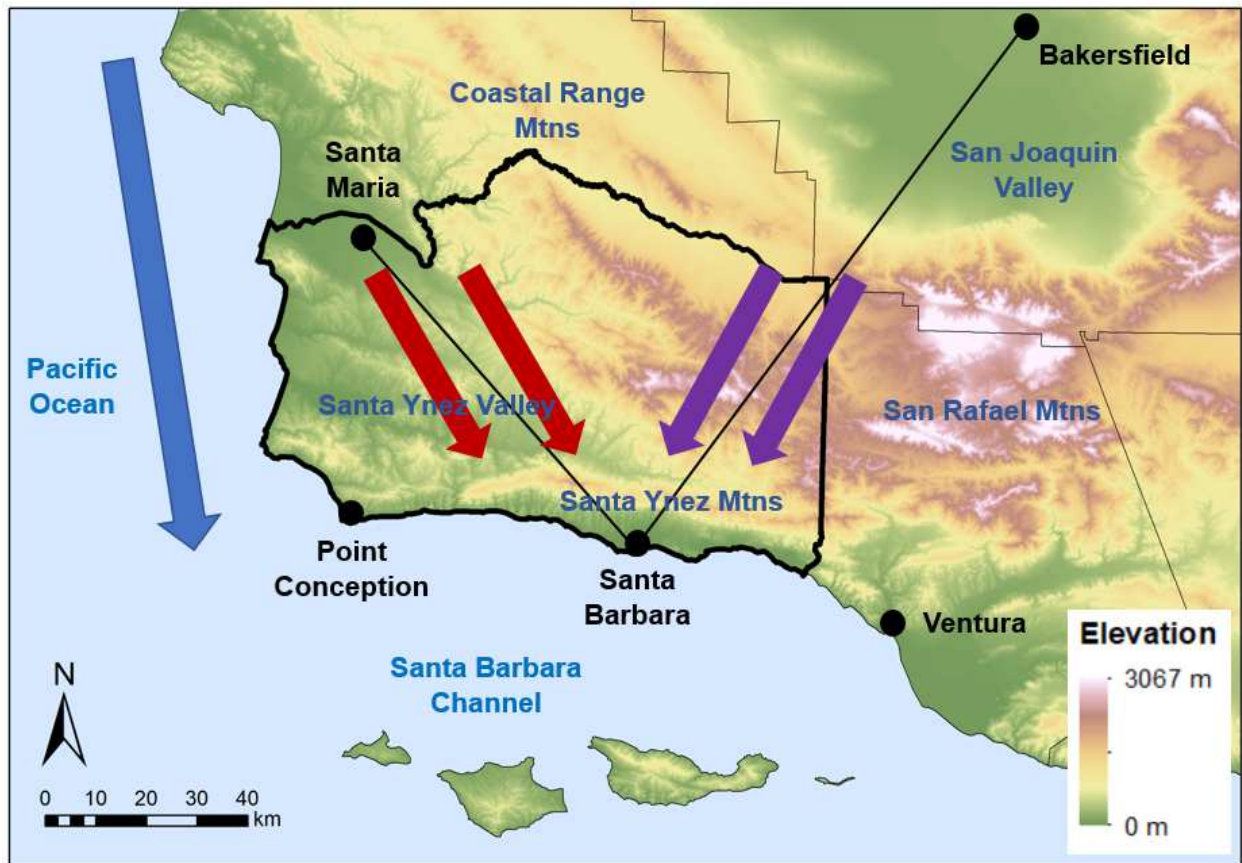 Bakersfield
Coastal Range
Mtns
Santa
Maria
San Joaquin
Valley
Pacific
Ocean
Santa Ynez Valley
San Rafael Mtns
Santa Ynez Mtns
Point
Conception
Santa
Barbara
Ventura
Santa Barbara
Channel
N
0 10 20 30 40
km
Elevation
3067 m
0 m